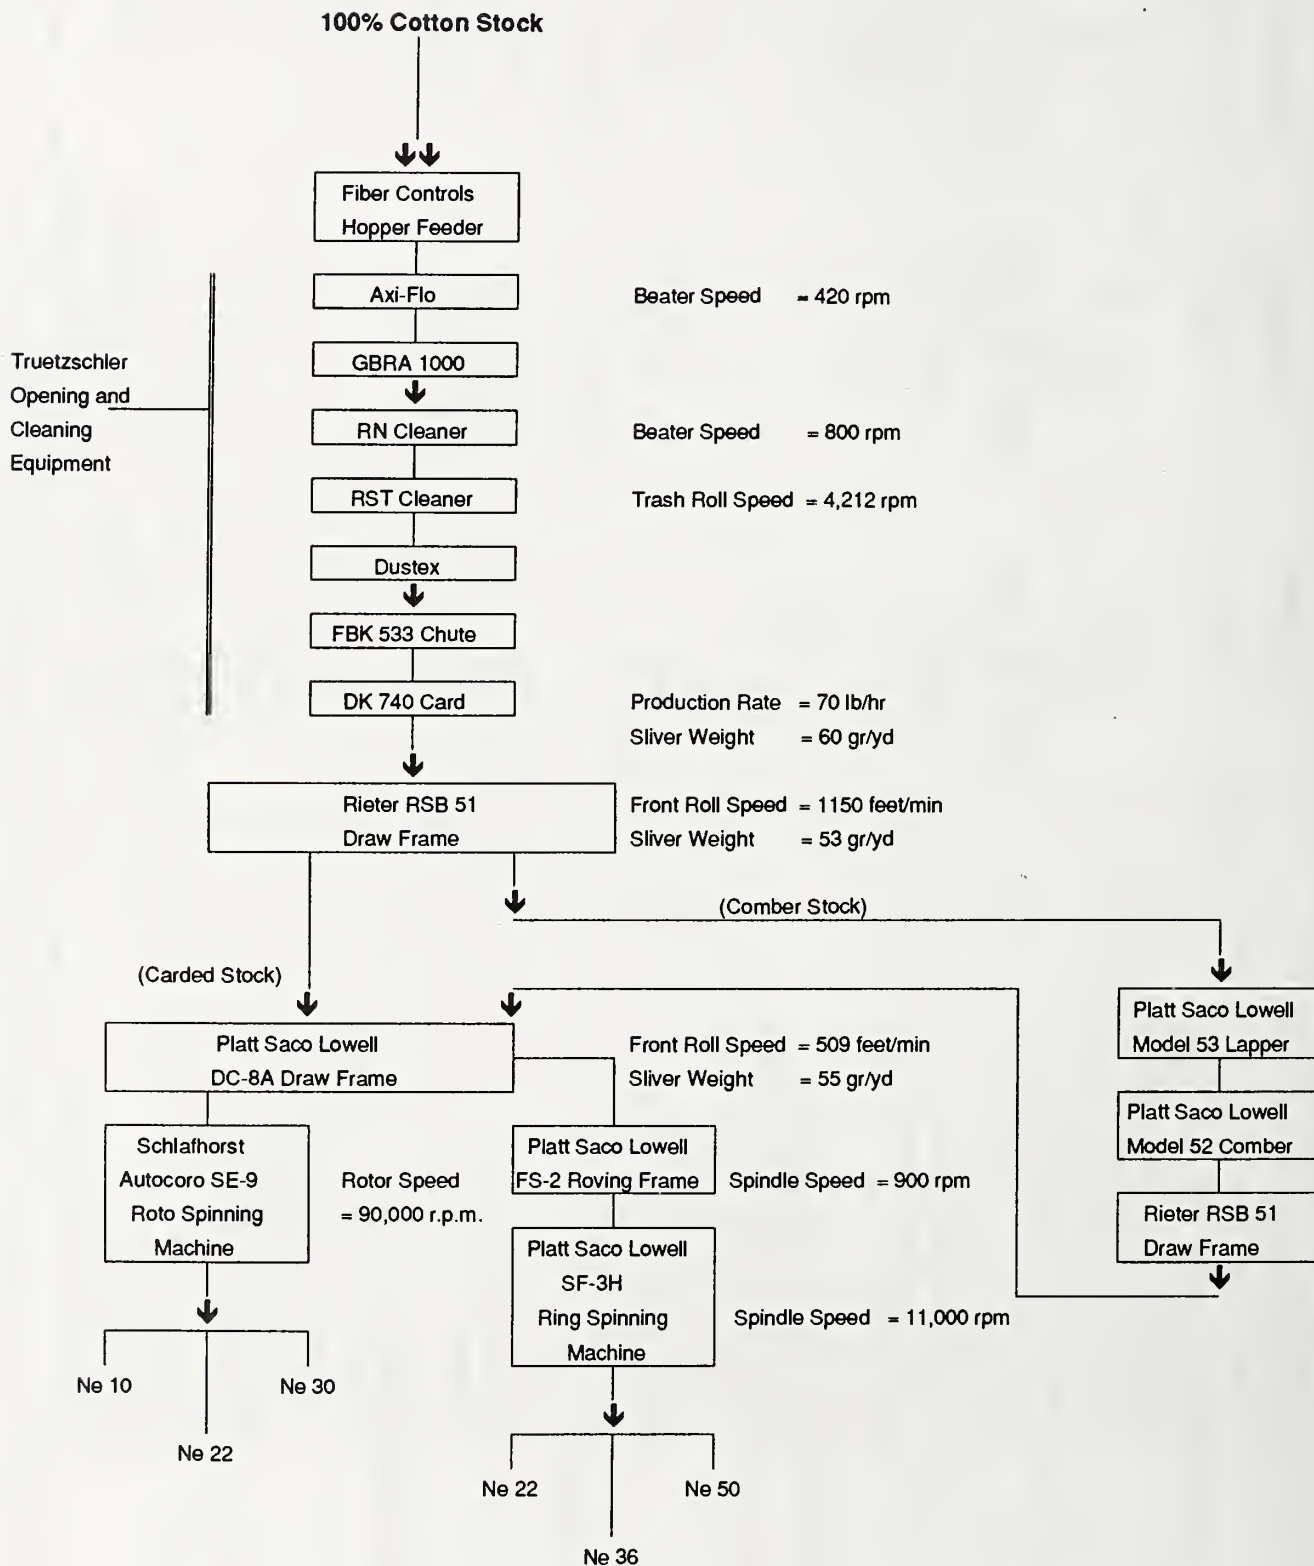 100% Cotton Stock
Fiber Controls
Hopper Feeder
Axi-Flo
Beater Speed = 420 rpm
GBRA 1000
Truetzschler
Opening and
Cleaning
Equipment
RN Cleaner
Beater Speed = 800 rpm
RST Cleaner
Trash Roll Speed = 4,212 rpm
Dustex
FBK 533 Chute
DK 740 Card
Production Rate = 70 lb/hr
Sliver Weight = 60 gr/yd
Rieter RSB 51
Draw Frame
Front Roll Speed = 1150 feet/min
Sliver Weight = 53 gr/yd
(Comber Stock)
(Carded Stock)
Platt Saco Lowell
DC-8A Draw Frame
Front Roll Speed = 509 feet/min
Sliver Weight = 55 gr/yd
Platt Saco Lowell
Model 53 Lapper
Platt Saco Lowell
Model 52 Comber
Rieter RSB 51
Draw Frame
Schlafhorst
Autocoro SE-9
Roto Spinning
Machine
Rotor Speed
= 90,000 r.p.m.
Platt Saco Lowell
FS-2 Roving Frame
Spindle Speed = 900 rpm
Platt Saco Lowell
SF-3H
Ring Spinning
Machine
Spindle Speed = 11,000 rpm
Ne 10
Ne 30
Ne 22
Ne 22
Ne 50
Ne 36